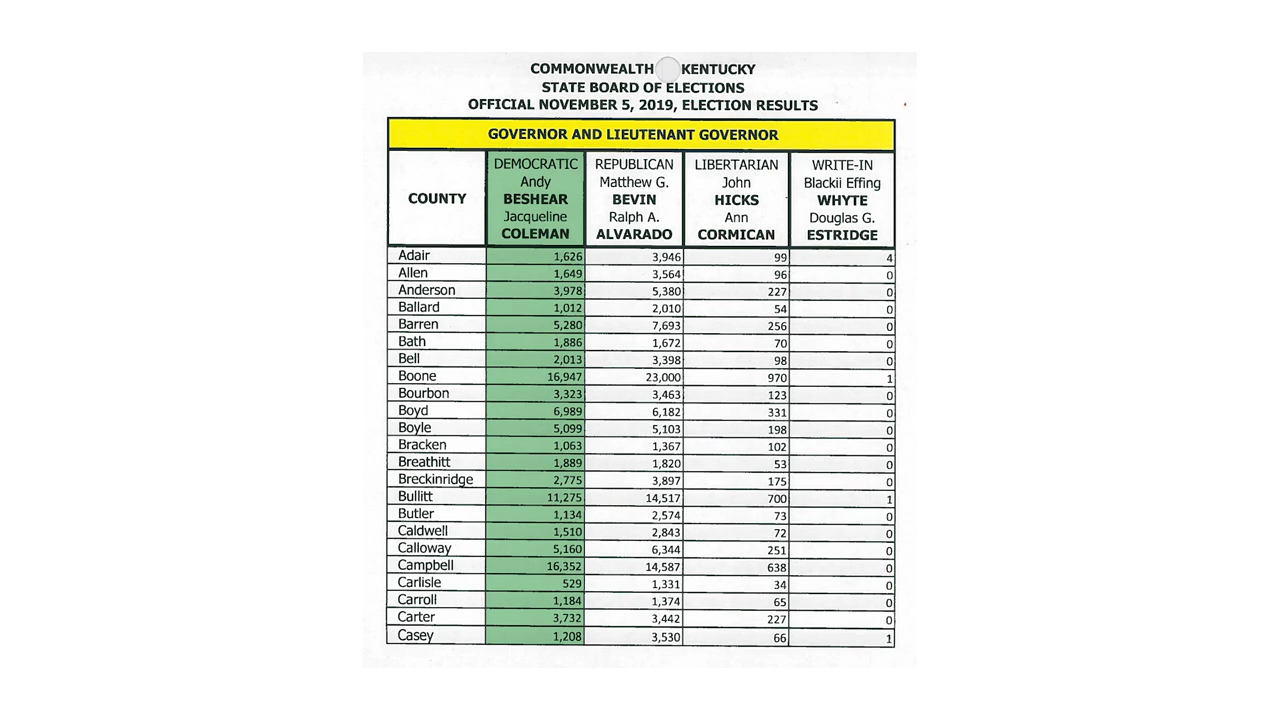 COMMONWEALTH KENTUCKY
STATE BOARD OF ELECTIONS
OFFICIAL NOVEMBER 5, 2019, ELECTION RESULTS
GOVERNOR AND LIEUTENANT GOVERNOR
COUNTY
DEMOCRATIC
Andy
BESHEAR
Jacqueline
COLEMAN
REPUBLICAN
Matthew G.
BEVIN
Ralph A.
ALVARADO
LIBERTARIAN
John
HICKS
Ann
CORMICAN
WRITE-IN
Blackii Effing
WHYTE
Douglas G.
ESTRIDGE
Adair 1,626 3,946 99 4
Allen 1,649 3,564 96 0
Anderson 3,978 5,380 227 0
Ballard 1,012 2,010 54 0
Barren 5,280 7,693 256 0
Bath 1,886 1,672 70 0
Bell 2,013 3,398 98 0
Boone 16,947 23,000 970 1
Bourbon 3,323 3,463 123 0
Boyd 6,989 6,182 331 0
Boyle 5,099 5,103 198 0
Bracken 1,063 1,367 102 0
Breathitt 1,889 1,820 53 0
Breckinridge 2,775 3,897 175 0
Bullitt 11,275 14,517 700 1
Butler 1,134 2,574 73 0
Caldwell 1,510 2,843 72 0
Calloway 5,160 6,344 251 0
Campbell 16,352 14,587 638 0
Carlisle 529 1,331 34 0
Carroll 1,184 1,374 65 0
Carter 3,732 3,442 227 0
Casey 1,208 3,530 66 1